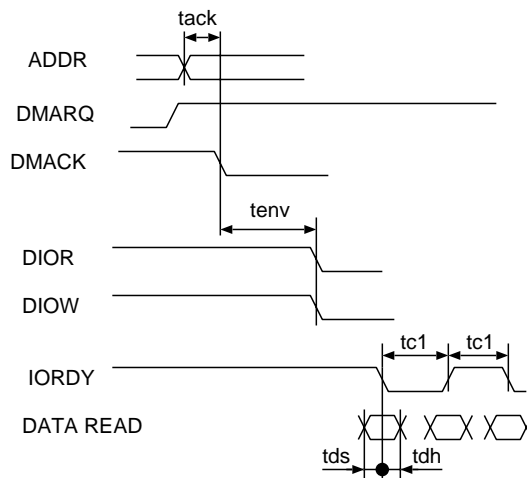 tack
ADDR
DMARQ
DMACK
tenv
DIOR
DIOW
tc1 tc1
IORDY
DATA READ
tds tdh